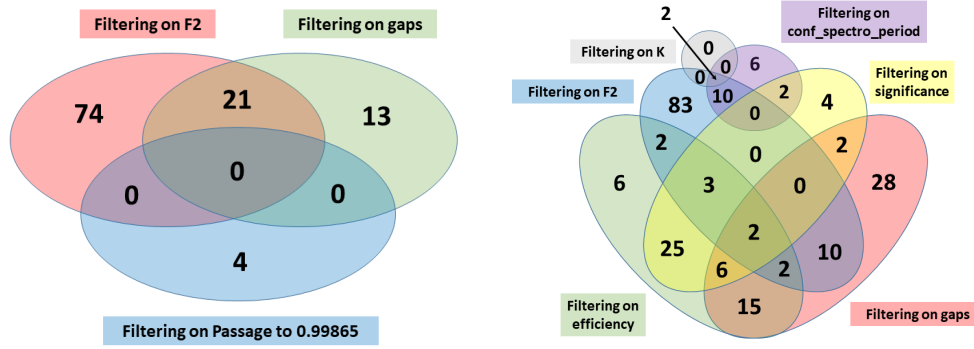 Filtering on F2
Filtering on gaps
74
21
13
0
0
0
4
Filtering on Passage to 0.99865
2
Filtering on
conf_spectro_period
Filtering on K
0
0
6
0
Filtering on F2
10
2
Filtering on
significance
83
0
4
2
0
2
6
3
0
28
2
25
6
2
10
15
Filtering on
efficiency
Filtering on gaps